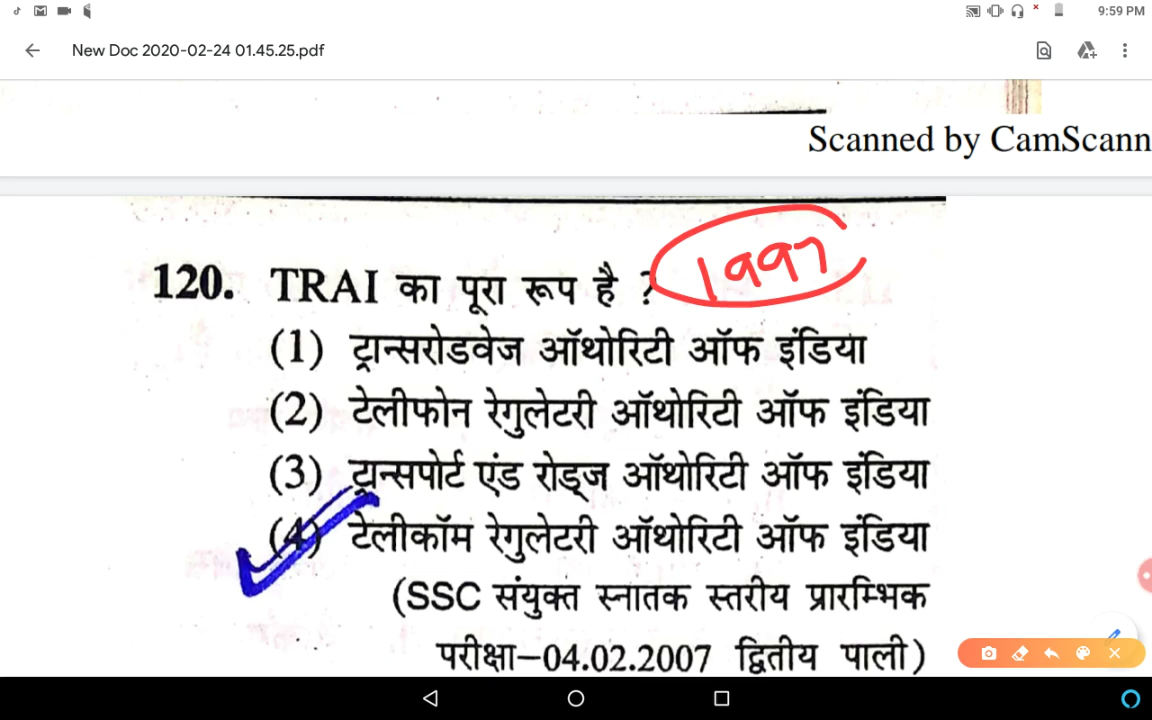 9:59 PM
New Doc 2020-02-24 01.45.25.pdf
Scanned by CamScann
120. TRAI का पूरा रूप है ?
1997
(1) ट्रान्सरोडवेज ऑथोरिटी ऑफ इंडिया
(2) टेलीफोन रेगुलेटरी ऑथोरिटी ऑफ इंडिया
(3) ट्रान्सपोर्ट एंड रोड्ज ऑथोरिटी ऑफ इंडिया
(4) टेलीकॉम रेगुलेटरी ऑथोरिटी ऑफ इंडिया
(SSC संयुक्त स्नातक स्तरीय प्रारम्भिक
परीक्षा–04.02.2007 द्वितीय पाली)